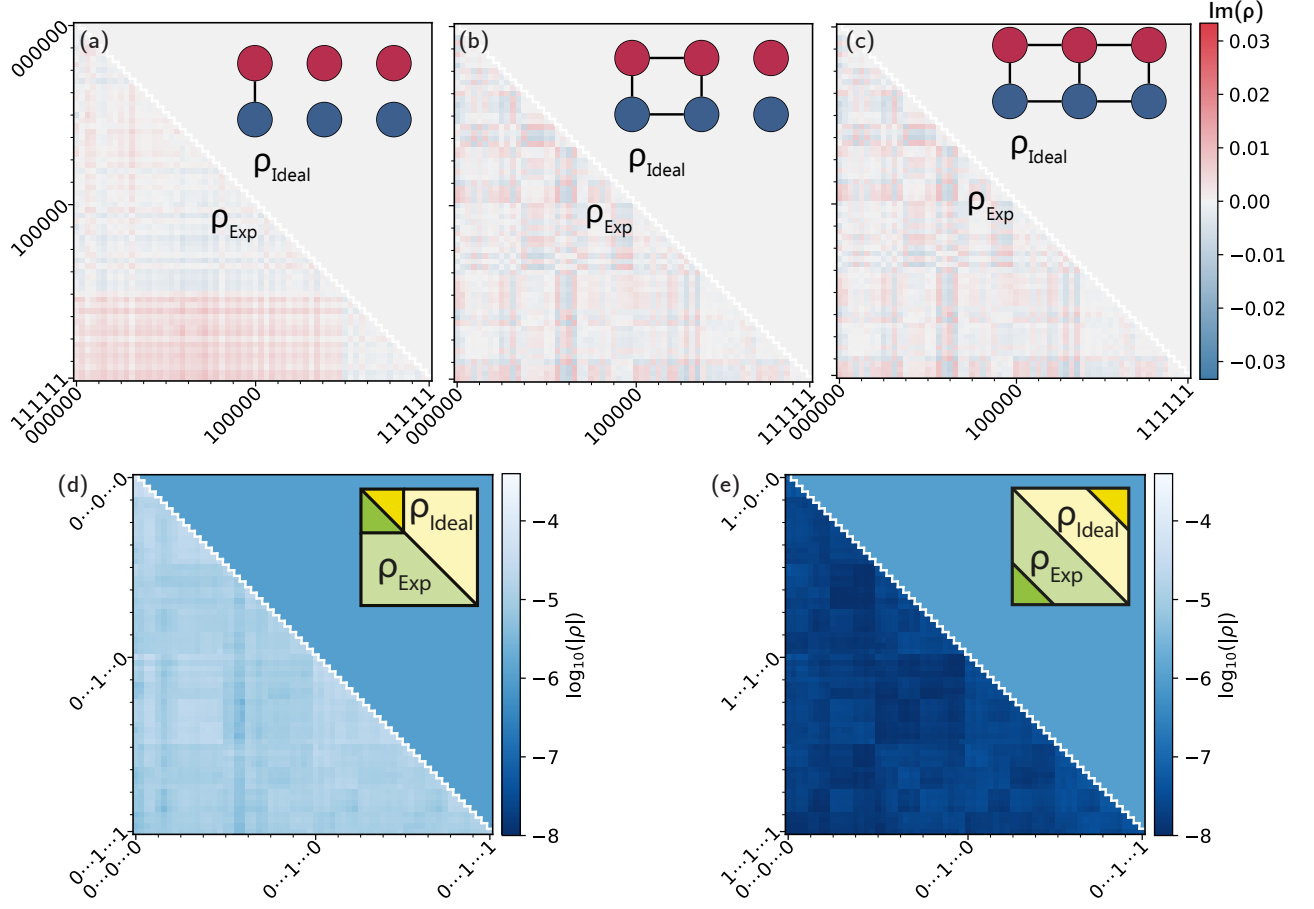 Im(ρ)
(a)
(b)
(c)
000000
100000
111111
ρIdeal
ρExp
ρIdeal
ρExp
ρIdeal
ρExp
0.03
0.02
0.01
0.00
−0.01
−0.02
−0.03
000000
100000
111111
000000
100000
111111
000000
100000
111111
(d)
0···0···0
0···1···0
0···1···1
ρIdeal
ρExp
−4
−5
−6
−7
−8
log10(|ρ|)
0···0···0
0···1···0
0···1···1
(e)
1···0···0
1···1···0
1···1···1
ρIdeal
ρExp
−4
−5
−6
−7
−8
log10(|ρ|)
0···0···0
0···1···0
0···1···1